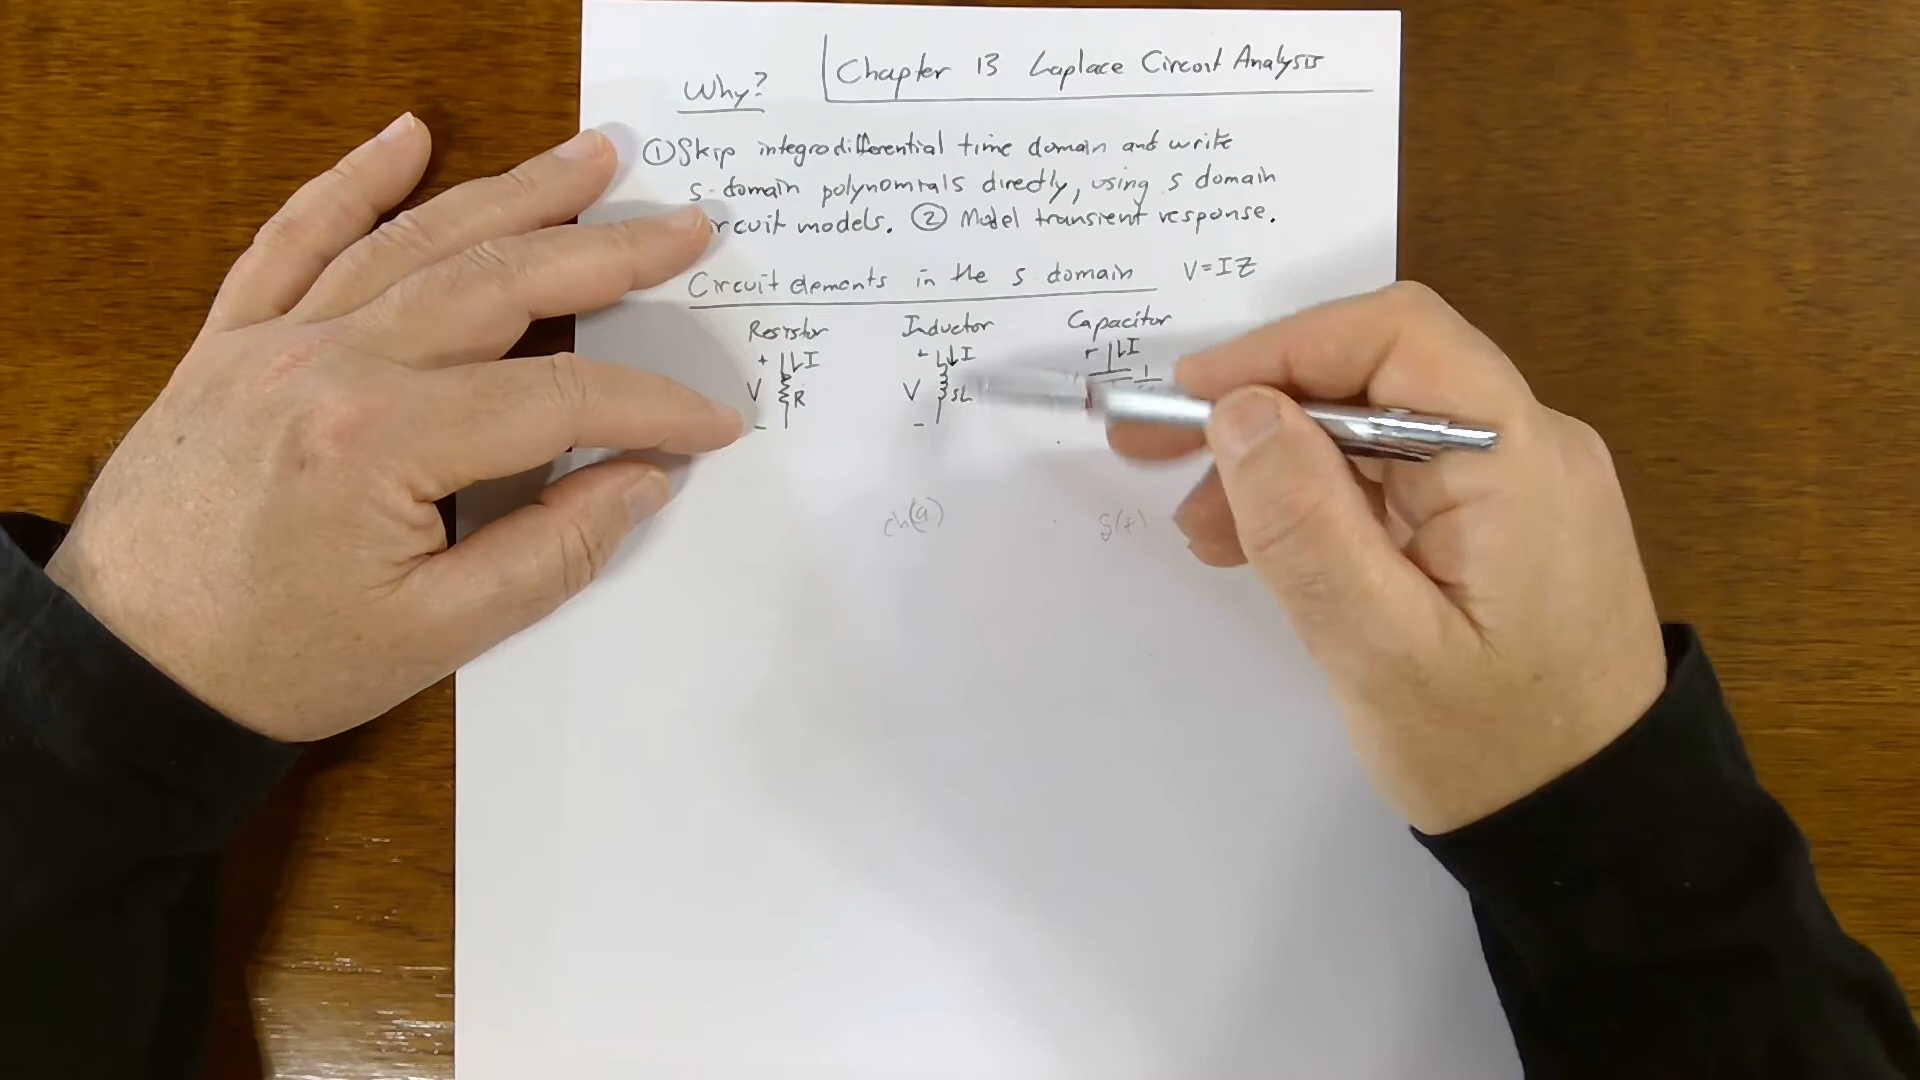 Chapter 13 Laplace Circuit Analysis
Why?
① Skip integrodifferential time domain and write
s-domain polynomials directly, using s domain
models. ② Model transient response.
Circuit elements in the s domain V=IZ
Resistor Inductor Capacitor
+ I + I I
V R V sL 1
- -